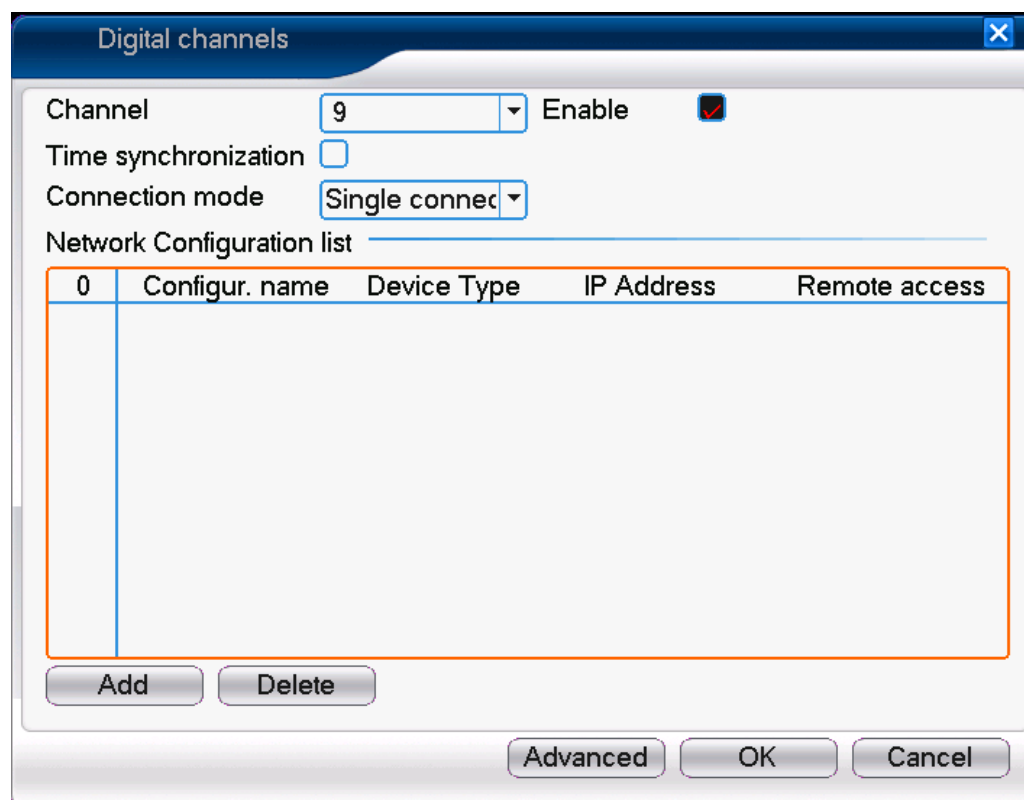 Digital channels
Channel 9 Enable
Time synchronization
Connection mode Single connec
Network Configuration list
0 Configur. name Device Type IP Address Remote access
Add Delete
Advanced OK Cancel